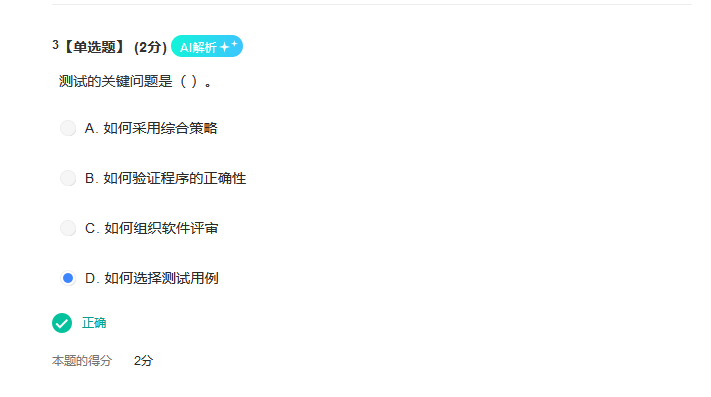 3【单选题】 (2分) AI解析
测试的关键问题是（ ）。
A. 如何采用综合策略
B. 如何验证程序的正确性
C. 如何组织软件评审
D. 如何选择测试用例
正确
本题的得分 2分